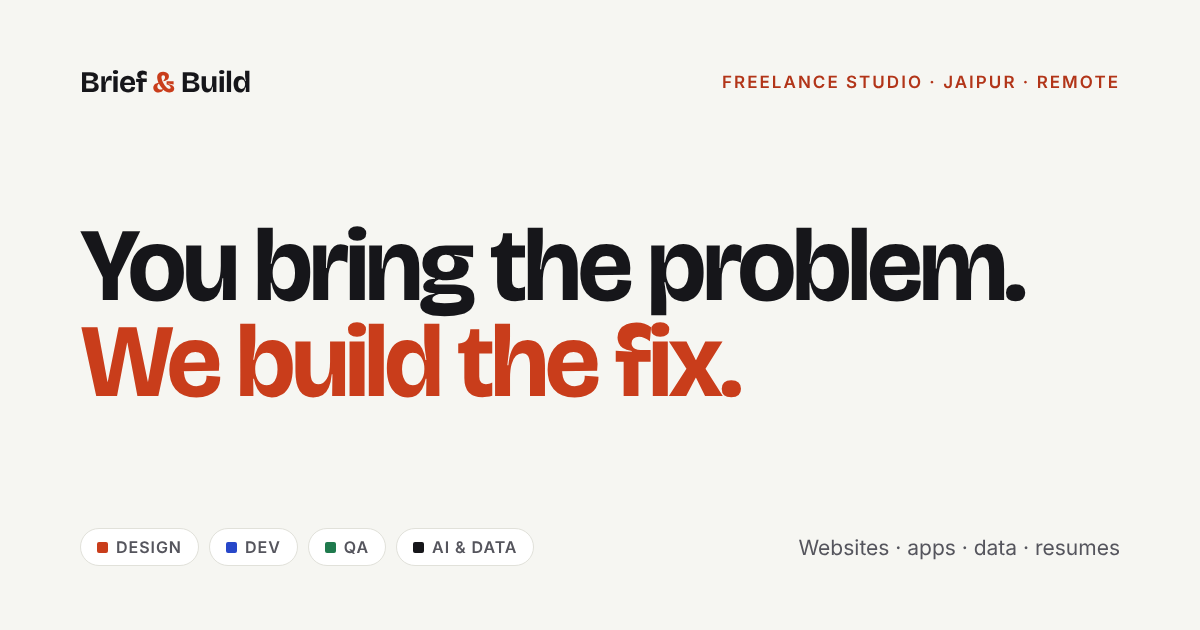 Brief & Build
FREELANCE STUDIO · JAIPUR · REMOTE
You bring the problem.
We build the fix.
DESIGN
DEV
QA
AI & DATA
Websites · apps · data · resumes